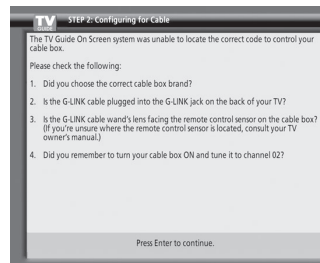 TV
GUIDE
STEP 2: Configuring for Cable
The TV Guide On Screen system was unable to locate the correct code to control your
cable box.
Please check the following:
1. Did you choose the correct cable box brand?
2. Is the G-LINK cable plugged into the G-LINK jack on the back of your TV?
3. Is the G-LINK cable wand's lens facing the remote control sensor on the cable box?
(If you're unsure where the remote control sensor is located, consult your TV
owner's manual.)
4. Did you remember to turn your cable box ON and tune it to channel 02?
Press Enter to continue.